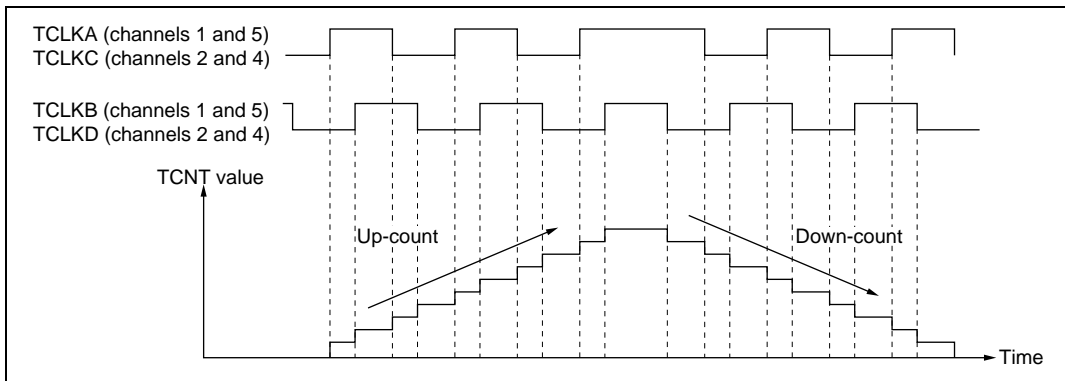 TCLKA (channels 1 and 5)
TCLKC (channels 2 and 4)
TCLKB (channels 1 and 5)
TCLKD (channels 2 and 4)
TCNT value
Up-count
Down-count
Time